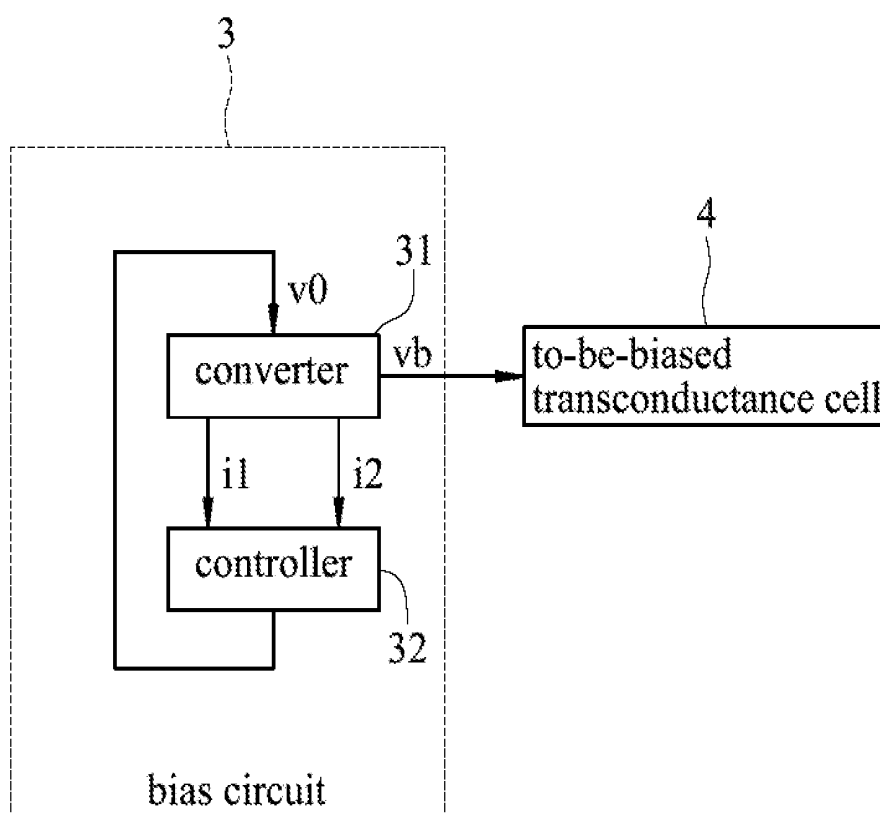 3
4
31
v0
converter
vb
to-be-biased
transconductance cell
i1
i2
controller
32
bias circuit